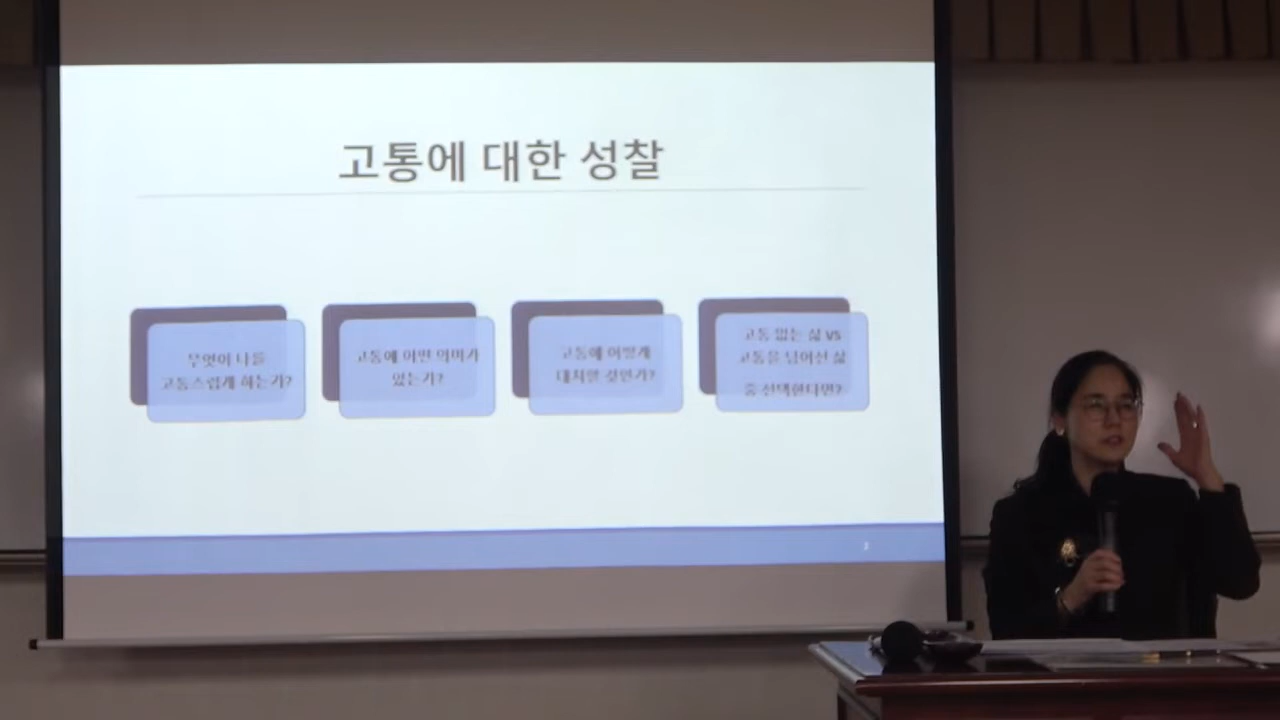 고통에 대한 성찰
무엇이 나를
고통스럽게 하는가?
고통에 어떤 의미가
있는가?
고통에 어떻게
대처할 것인가?
고통 없는 삶 vs
고통을 넘어선 삶
중 선택한다면?